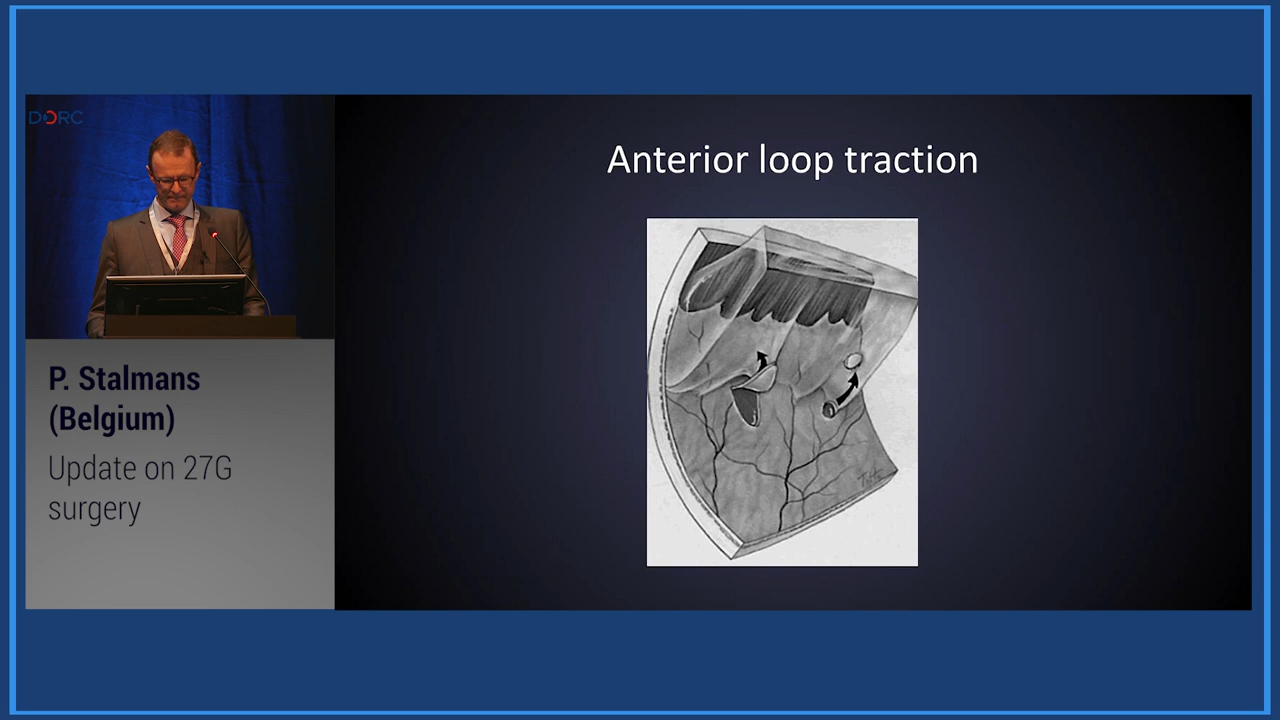 DORC
Anterior loop traction
P. Stalmans
(Belgium)
Update on 27G
surgery